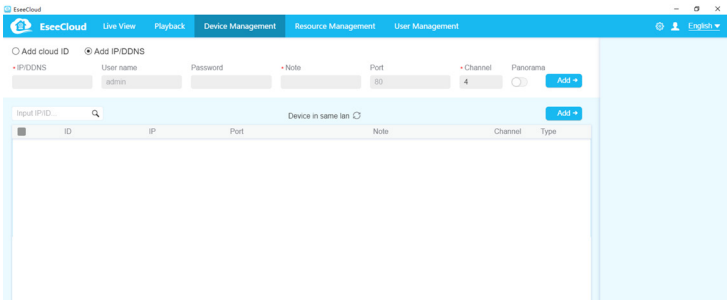 EseeCloud
EseeCloud Live View Playback Device Management Resource Management User Management English
Add cloud ID Add IP/DDNS
• IP/DDNS User name Password • Note Port • Channel Panorama
admin 80 4 Add
Input IP/ID... Device in same lan Add
ID IP Port Note Channel Type